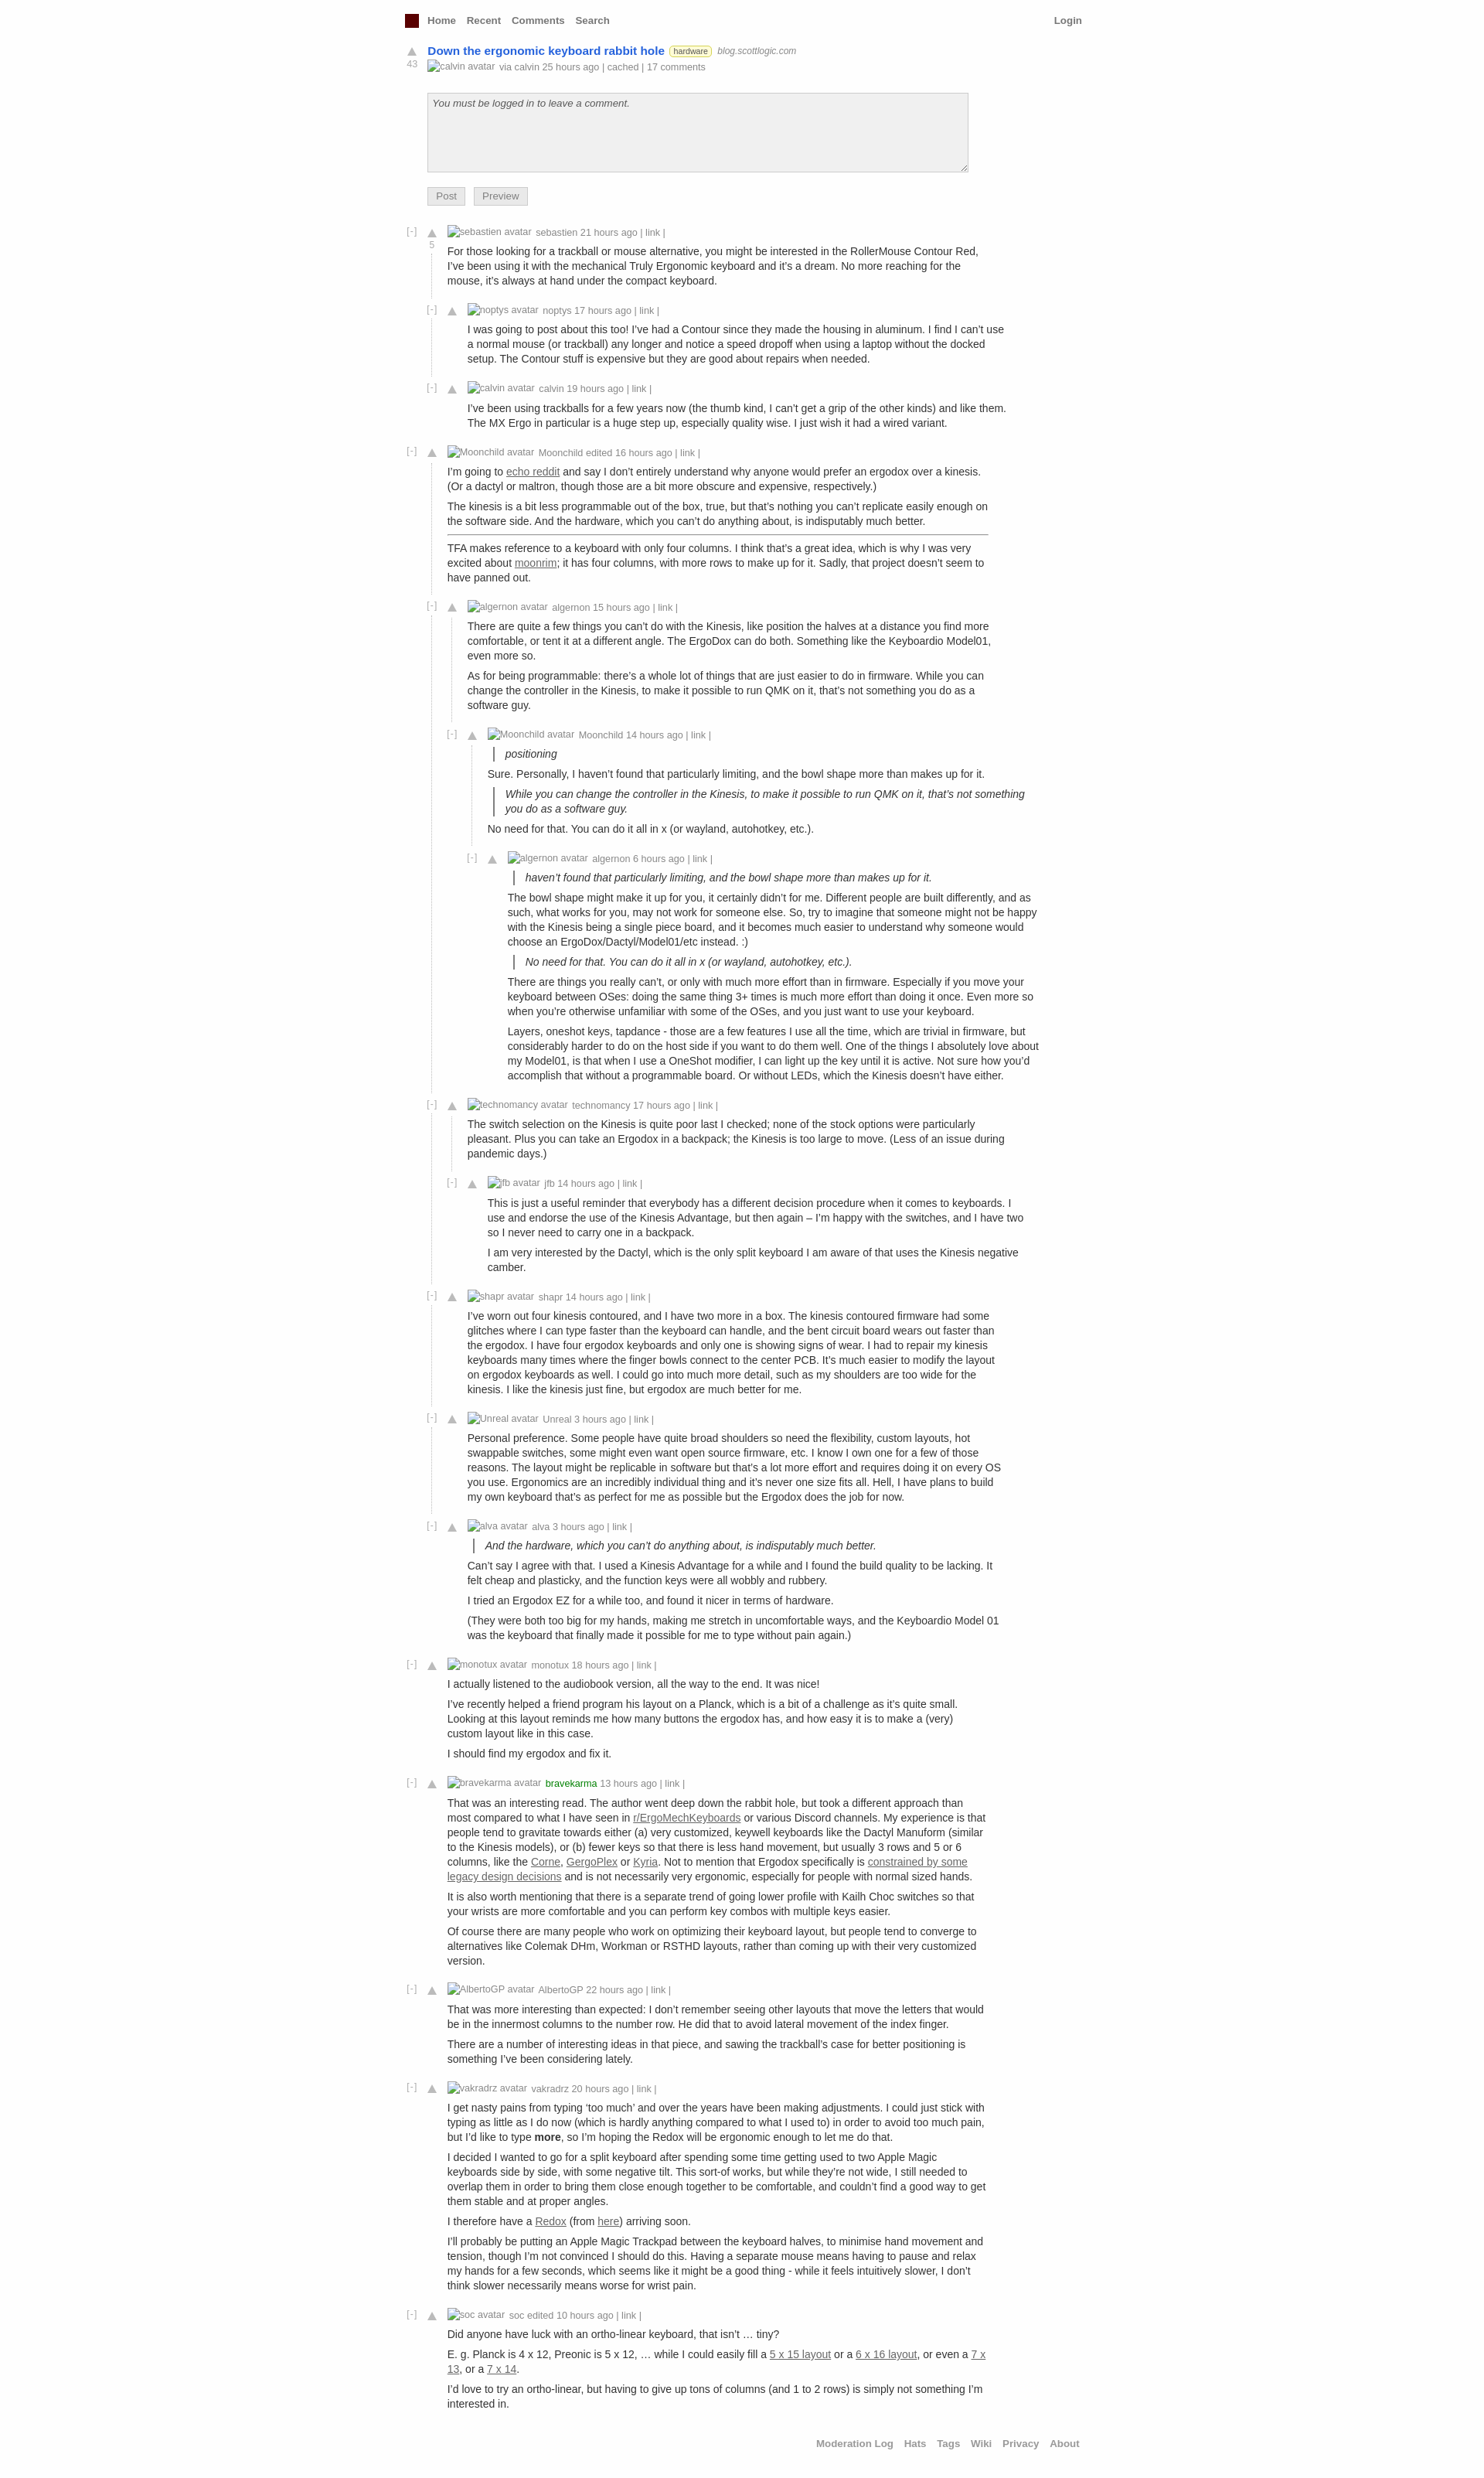 Home Recent Comments Search Login
Down the ergonomic keyboard rabbit hole hardware blog.scottlogic.com
43
calvin avatar via calvin 25 hours ago | cached | 17 comments
You must be logged in to leave a comment.
Post Preview
[-] sebastien avatar sebastien 21 hours ago | link |
5
For those looking for a trackball or mouse alternative, you might be interested in the RollerMouse Contour Red,
I’ve been using it with the mechanical Truly Ergonomic keyboard and it’s a dream. No more reaching for the
mouse, it’s always at hand under the compact keyboard.
[-] noptys avatar noptys 17 hours ago | link |
I was going to post about this too! I’ve had a Contour since they made the housing in aluminum. I find I can’t use
a normal mouse (or trackball) any longer and notice a speed dropoff when using a laptop without the docked
setup. The Contour stuff is expensive but they are good about repairs when needed.
[-] calvin avatar calvin 19 hours ago | link |
I’ve been using trackballs for a few years now (the thumb kind, I can’t get a grip of the other kinds) and like them.
The MX Ergo in particular is a huge step up, especially quality wise. I just wish it had a wired variant.
[-] Moonchild avatar Moonchild edited 16 hours ago | link |
I’m going to echo reddit and say I don’t entirely understand why anyone would prefer an ergodox over a kinesis.
(Or a dactyl or maltron, though those are a bit more obscure and expensive, respectively.)
The kinesis is a bit less programmable out of the box, true, but that’s nothing you can’t replicate easily enough on
the software side. And the hardware, which you can’t do anything about, is indisputably much better.
TFA makes reference to a keyboard with only four columns. I think that’s a great idea, which is why I was very
excited about moonrim; it has four columns, with more rows to make up for it. Sadly, that project doesn’t seem to
have panned out.
[-] algernon avatar algernon 15 hours ago | link |
There are quite a few things you can’t do with the Kinesis, like position the halves at a distance you find more
comfortable, or tent it at a different angle. The ErgoDox can do both. Something like the Keyboardio Model01,
even more so.
As for being programmable: there’s a whole lot of things that are just easier to do in firmware. While you can
change the controller in the Kinesis, to make it possible to run QMK on it, that’s not something you do as a
software guy.
[-] Moonchild avatar Moonchild 14 hours ago | link |
positioning
Sure. Personally, I haven’t found that particularly limiting, and the bowl shape more than makes up for it.
While you can change the controller in the Kinesis, to make it possible to run QMK on it, that’s not something
you do as a software guy.
No need for that. You can do it all in x (or wayland, autohotkey, etc.).
[-] algernon avatar algernon 6 hours ago | link |
haven’t found that particularly limiting, and the bowl shape more than makes up for it.
The bowl shape might make it up for you, it certainly didn’t for me. Different people are built differently, and as
such, what works for you, may not work for someone else. So, try to imagine that someone might not be happy
with the Kinesis being a single piece board, and it becomes much easier to understand why someone would
choose an ErgoDox/Dactyl/Model01/etc instead. :)
No need for that. You can do it all in x (or wayland, autohotkey, etc.).
There are things you really can’t, or only with much more effort than in firmware. Especially if you move your
keyboard between OSes: doing the same thing 3+ times is much more effort than doing it once. Even more so
when you’re otherwise unfamiliar with some of the OSes, and you just want to use your keyboard.
Layers, oneshot keys, tapdance - those are a few features I use all the time, which are trivial in firmware, but
considerably harder to do on the host side if you want to do them well. One of the things I absolutely love about
my Model01, is that when I use a OneShot modifier, I can light up the key until it is active. Not sure how you’d
accomplish that without a programmable board. Or without LEDs, which the Kinesis doesn’t have either.
[-] technomancy avatar technomancy 17 hours ago | link |
The switch selection on the Kinesis is quite poor last I checked; none of the stock options were particularly
pleasant. Plus you can take an Ergodox in a backpack; the Kinesis is too large to move. (Less of an issue during
pandemic days.)
[-] jfb avatar jfb 14 hours ago | link |
This is just a useful reminder that everybody has a different decision procedure when it comes to keyboards. I
use and endorse the use of the Kinesis Advantage, but then again – I’m happy with the switches, and I have two
so I never need to carry one in a backpack.
I am very interested by the Dactyl, which is the only split keyboard I am aware of that uses the Kinesis negative
camber.
[-] shapr avatar shapr 14 hours ago | link |
I’ve worn out four kinesis contoured, and I have two more in a box. The kinesis contoured firmware had some
glitches where I can type faster than the keyboard can handle, and the bent circuit board wears out faster than
the ergodox. I have four ergodox keyboards and only one is showing signs of wear. I had to repair my kinesis
keyboards many times where the finger bowls connect to the center PCB. It’s much easier to modify the layout
on ergodox keyboards as well. I could go into much more detail, such as my shoulders are too wide for the
kinesis. I like the kinesis just fine, but ergodox are much better for me.
[-] Unreal avatar Unreal 3 hours ago | link |
Personal preference. Some people have quite broad shoulders so need the flexibility, custom layouts, hot
swappable switches, some might even want open source firmware, etc. I know I own one for a few of those
reasons. The layout might be replicable in software but that’s a lot more effort and requires doing it on every OS
you use. Ergonomics are an incredibly individual thing and it’s never one size fits all. Hell, I have plans to build
my own keyboard that’s as perfect for me as possible but the Ergodox does the job for now.
[-] alva avatar alva 3 hours ago | link |
And the hardware, which you can’t do anything about, is indisputably much better.
Can’t say I agree with that. I used a Kinesis Advantage for a while and I found the build quality to be lacking. It
felt cheap and plasticky, and the function keys were all wobbly and rubbery.
I tried an Ergodox EZ for a while too, and found it nicer in terms of hardware.
(They were both too big for my hands, making me stretch in uncomfortable ways, and the Keyboardio Model 01
was the keyboard that finally made it possible for me to type without pain again.)
[-] monotux avatar monotux 18 hours ago | link |
I actually listened to the audiobook version, all the way to the end. It was nice!
I’ve recently helped a friend program his layout on a Planck, which is a bit of a challenge as it’s quite small.
Looking at this layout reminds me how many buttons the ergodox has, and how easy it is to make a (very)
custom layout like in this case.
I should find my ergodox and fix it.
[-] bravekarma avatar bravekarma 13 hours ago | link |
That was an interesting read. The author went deep down the rabbit hole, but took a different approach than
most compared to what I have seen in r/ErgoMechKeyboards or various Discord channels. My experience is that
people tend to gravitate towards either (a) very customized, keywell keyboards like the Dactyl Manuform (similar
to the Kinesis models), or (b) fewer keys so that there is less hand movement, but usually 3 rows and 5 or 6
columns, like the Corne, GergoPlex or Kyria. Not to mention that Ergodox specifically is constrained by some
legacy design decisions and is not necessarily very ergonomic, especially for people with normal sized hands.
It is also worth mentioning that there is a separate trend of going lower profile with Kailh Choc switches so that
your wrists are more comfortable and you can perform key combos with multiple keys easier.
Of course there are many people who work on optimizing their keyboard layout, but people tend to converge to
alternatives like Colemak DHm, Workman or RSTHD layouts, rather than coming up with their very customized
version.
[-] AlbertoGP avatar AlbertoGP 22 hours ago | link |
That was more interesting than expected: I don’t remember seeing other layouts that move the letters that would
be in the innermost columns to the number row. He did that to avoid lateral movement of the index finger.
There are a number of interesting ideas in that piece, and sawing the trackball’s case for better positioning is
something I’ve been considering lately.
[-] vakradrz avatar vakradrz 20 hours ago | link |
I get nasty pains from typing ‘too much’ and over the years have been making adjustments. I could just stick with
typing as little as I do now (which is hardly anything compared to what I used to) in order to avoid too much pain,
but I’d like to type more, so I’m hoping the Redox will be ergonomic enough to let me do that.
I decided I wanted to go for a split keyboard after spending some time getting used to two Apple Magic
keyboards side by side, with some negative tilt. This sort-of works, but while they’re not wide, I still needed to
overlap them in order to bring them close enough together to be comfortable, and couldn’t find a good way to get
them stable and at proper angles.
I therefore have a Redox (from here) arriving soon.
I’ll probably be putting an Apple Magic Trackpad between the keyboard halves, to minimise hand movement and
tension, though I’m not convinced I should do this. Having a separate mouse means having to pause and relax
my hands for a few seconds, which seems like it might be a good thing - while it feels intuitively slower, I don’t
think slower necessarily means worse for wrist pain.
[-] soc avatar soc edited 10 hours ago | link |
Did anyone have luck with an ortho-linear keyboard, that isn’t … tiny?
E. g. Planck is 4 x 12, Preonic is 5 x 12, … while I could easily fill a 5 x 15 layout or a 6 x 16 layout, or even a 7 x
13, or a 7 x 14.
I’d love to try an ortho-linear, but having to give up tons of columns (and 1 to 2 rows) is simply not something I’m
interested in.
Moderation Log Hats Tags Wiki Privacy About